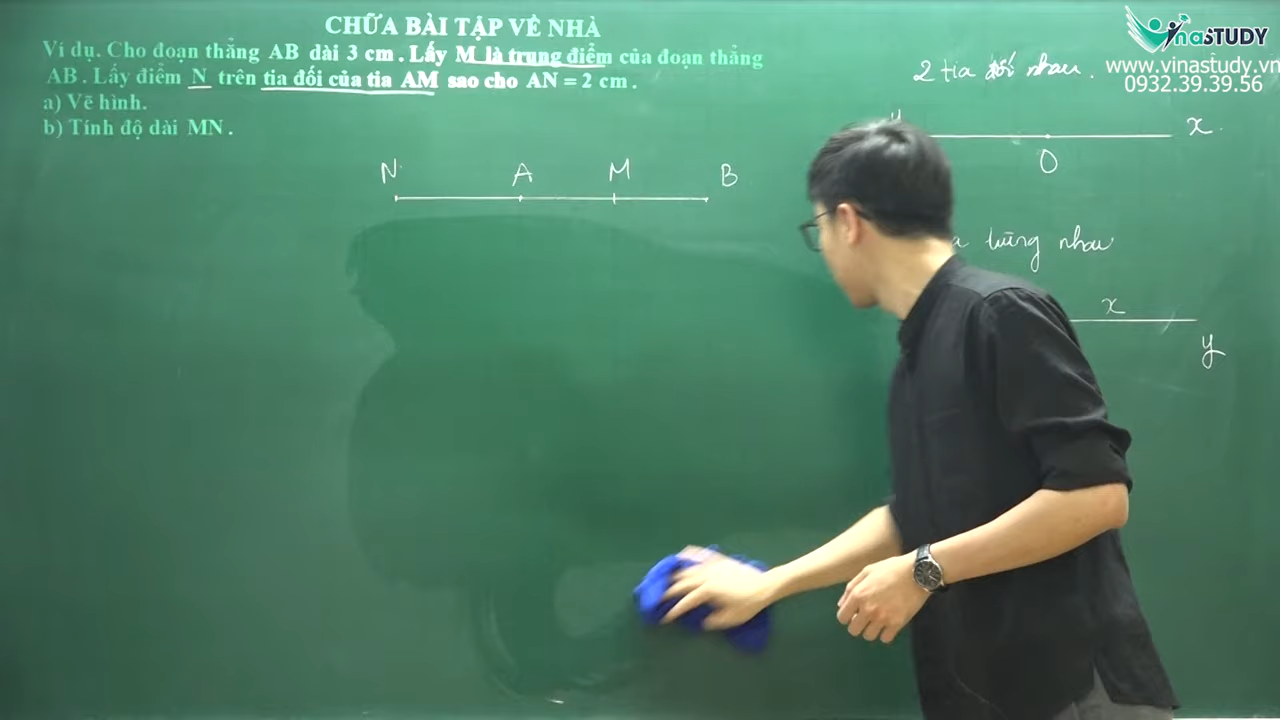 CHỮA BÀI TẬP VỀ NHÀ
Ví dụ. Cho đoạn thẳng AB dài 3 cm. Lấy M là trung điểm của đoạn thẳng
AB. Lấy điểm N trên tia đối của tia AM sao cho AN = 2 cm.
a) Vẽ hình.
b) Tính độ dài MN.
N A M B
2 tia đối nhau.
x.
O
trùng nhau
x
y
VinaSTUDY
www.vinastudy.vn
0932.39.39.56